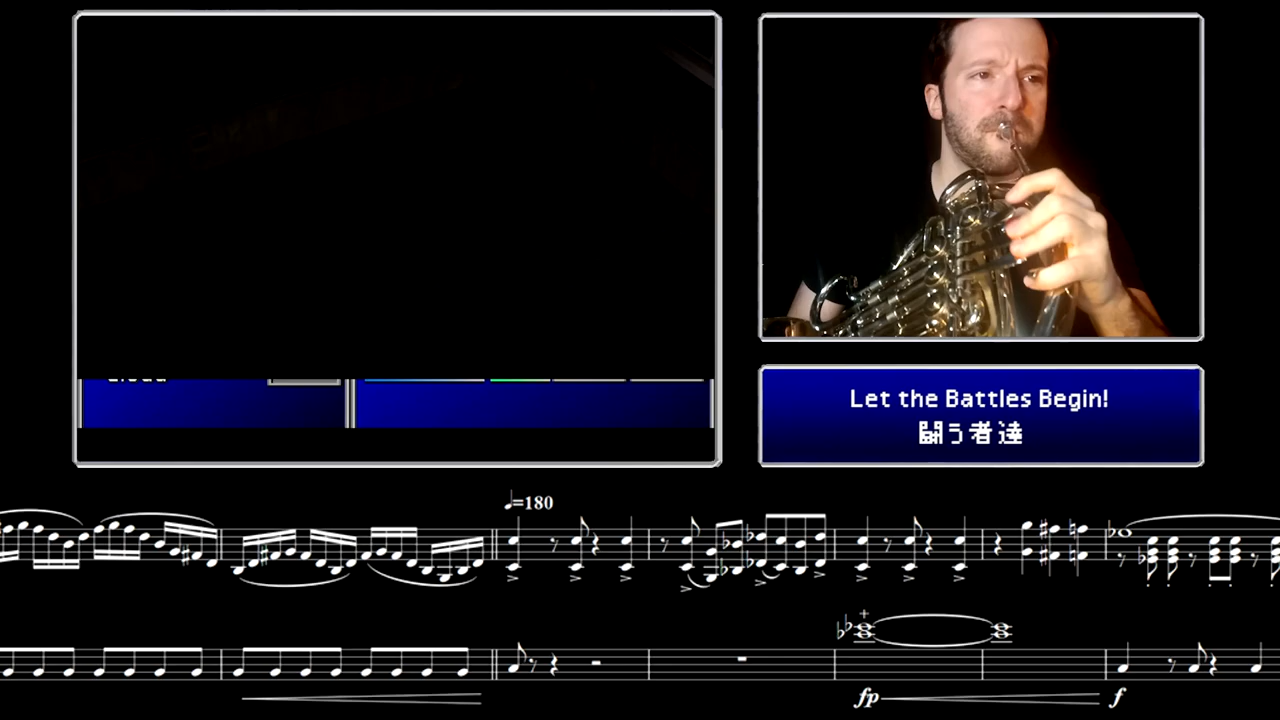 Let the Battles Begin!
闘う者達
♩=180
fp
f